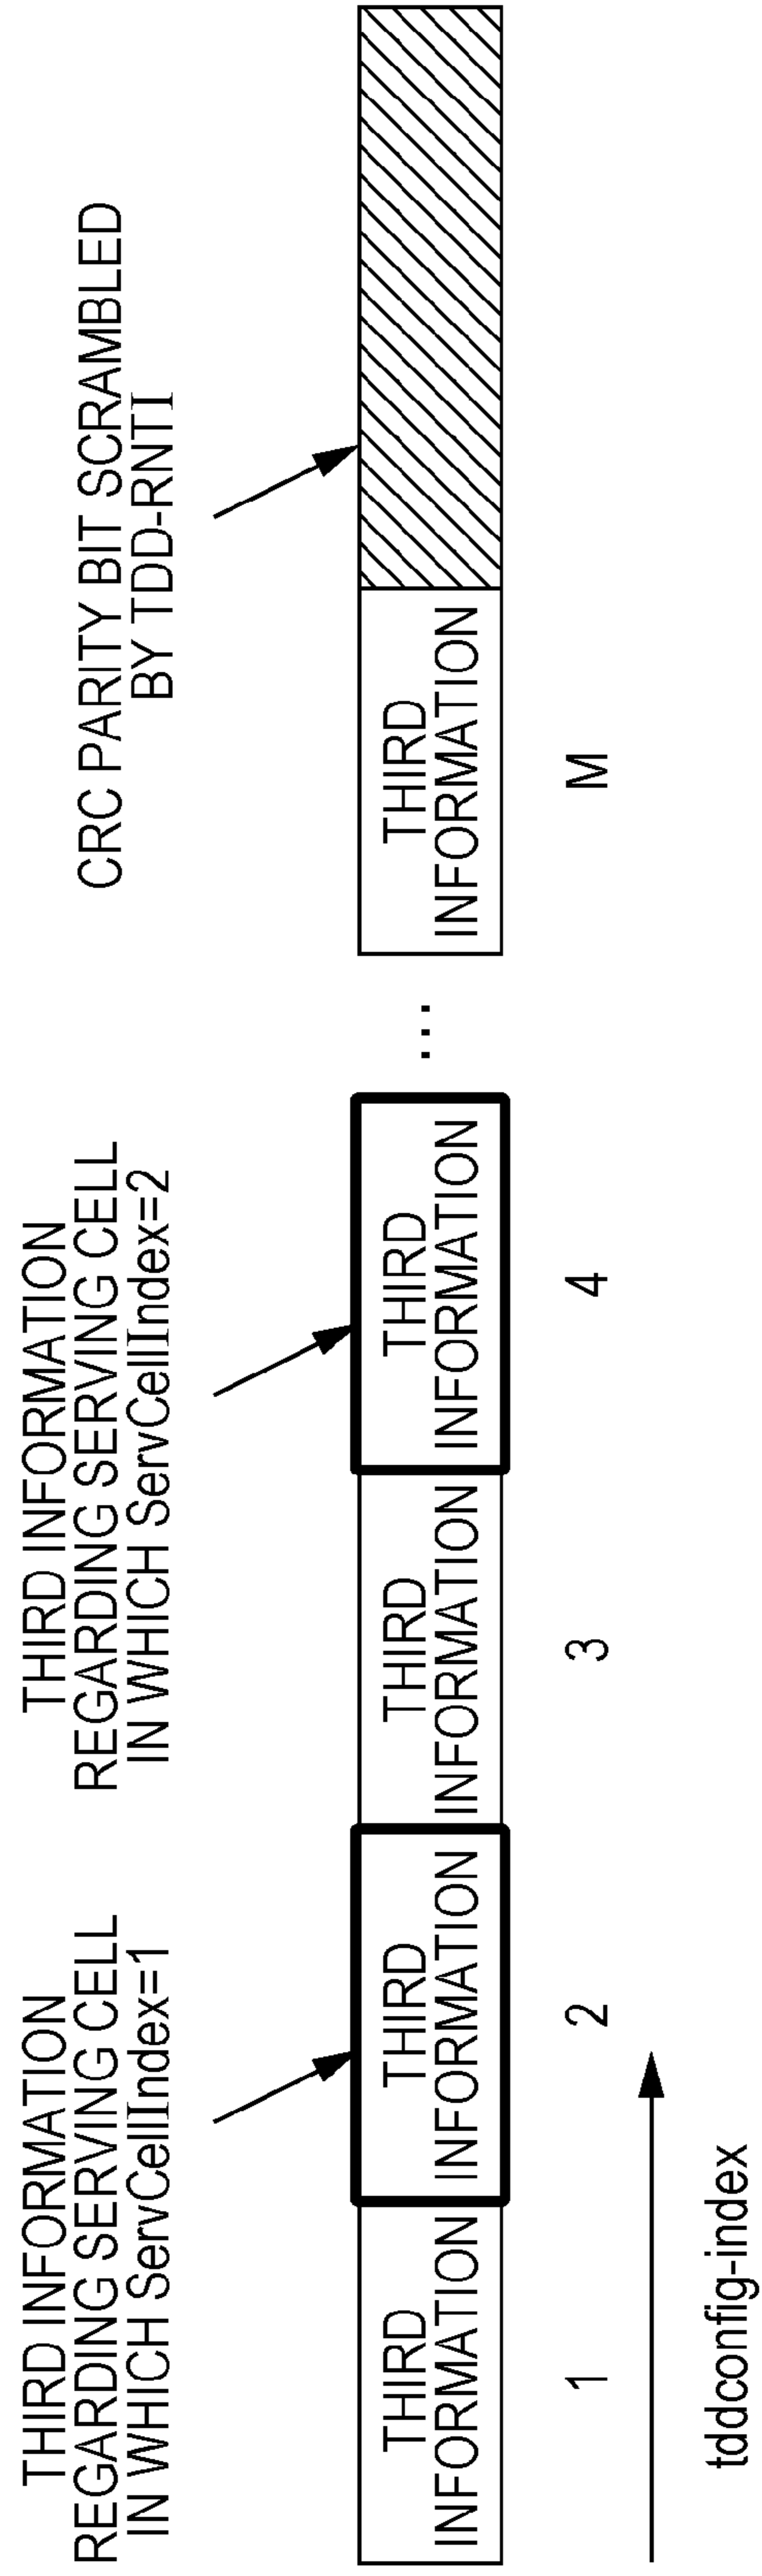 THIRD INFORMATION
REGARDING SERVING CELL
IN WHICH ServCellIndex=1
THIRD INFORMATION
REGARDING SERVING CELL
IN WHICH ServCellIndex=2
CRC PARITY BIT SCRAMBLED
BY TDD-RNTI
THIRD
INFORMATION
THIRD
INFORMATION
THIRD
INFORMATION
THIRD
INFORMATION
...
THIRD
INFORMATION
1
2
3
4
M
tddconfig-index